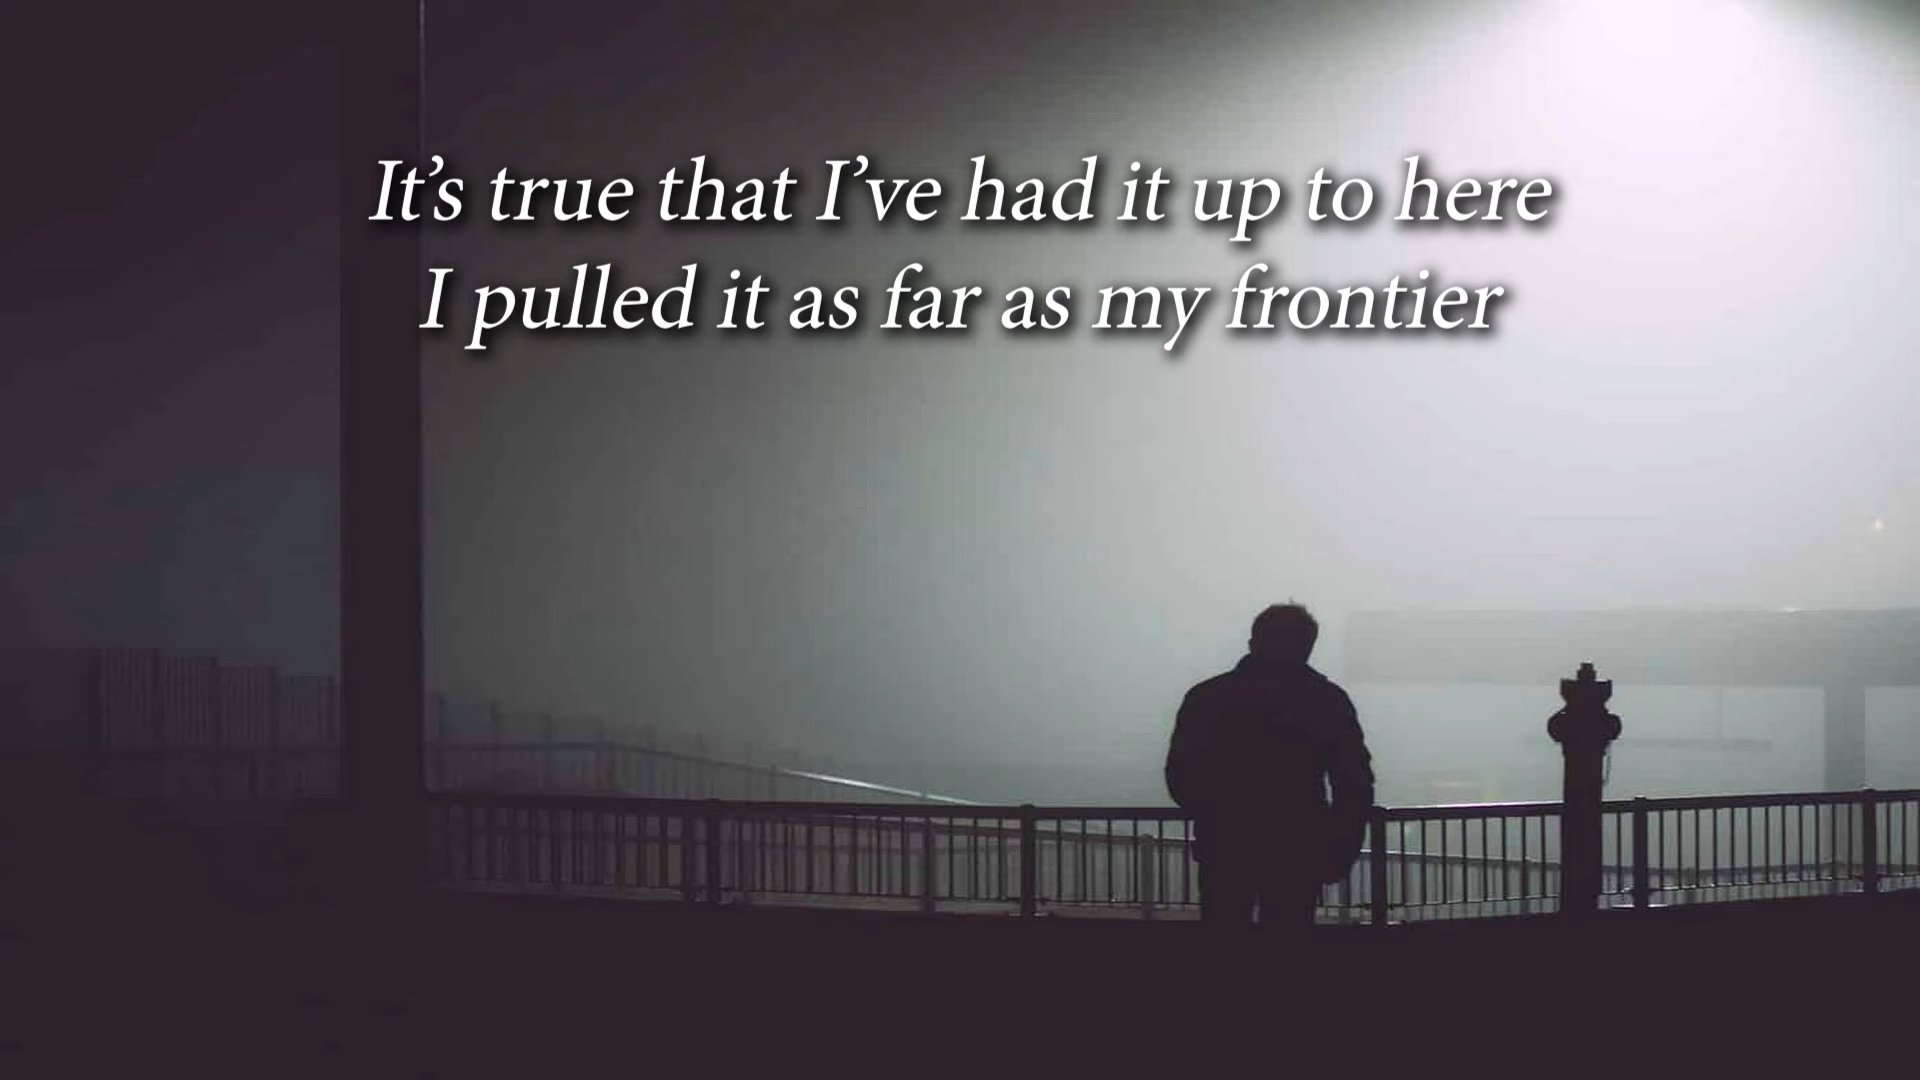 It’s true that I’ve had it up to here
I pulled it as far as my frontier